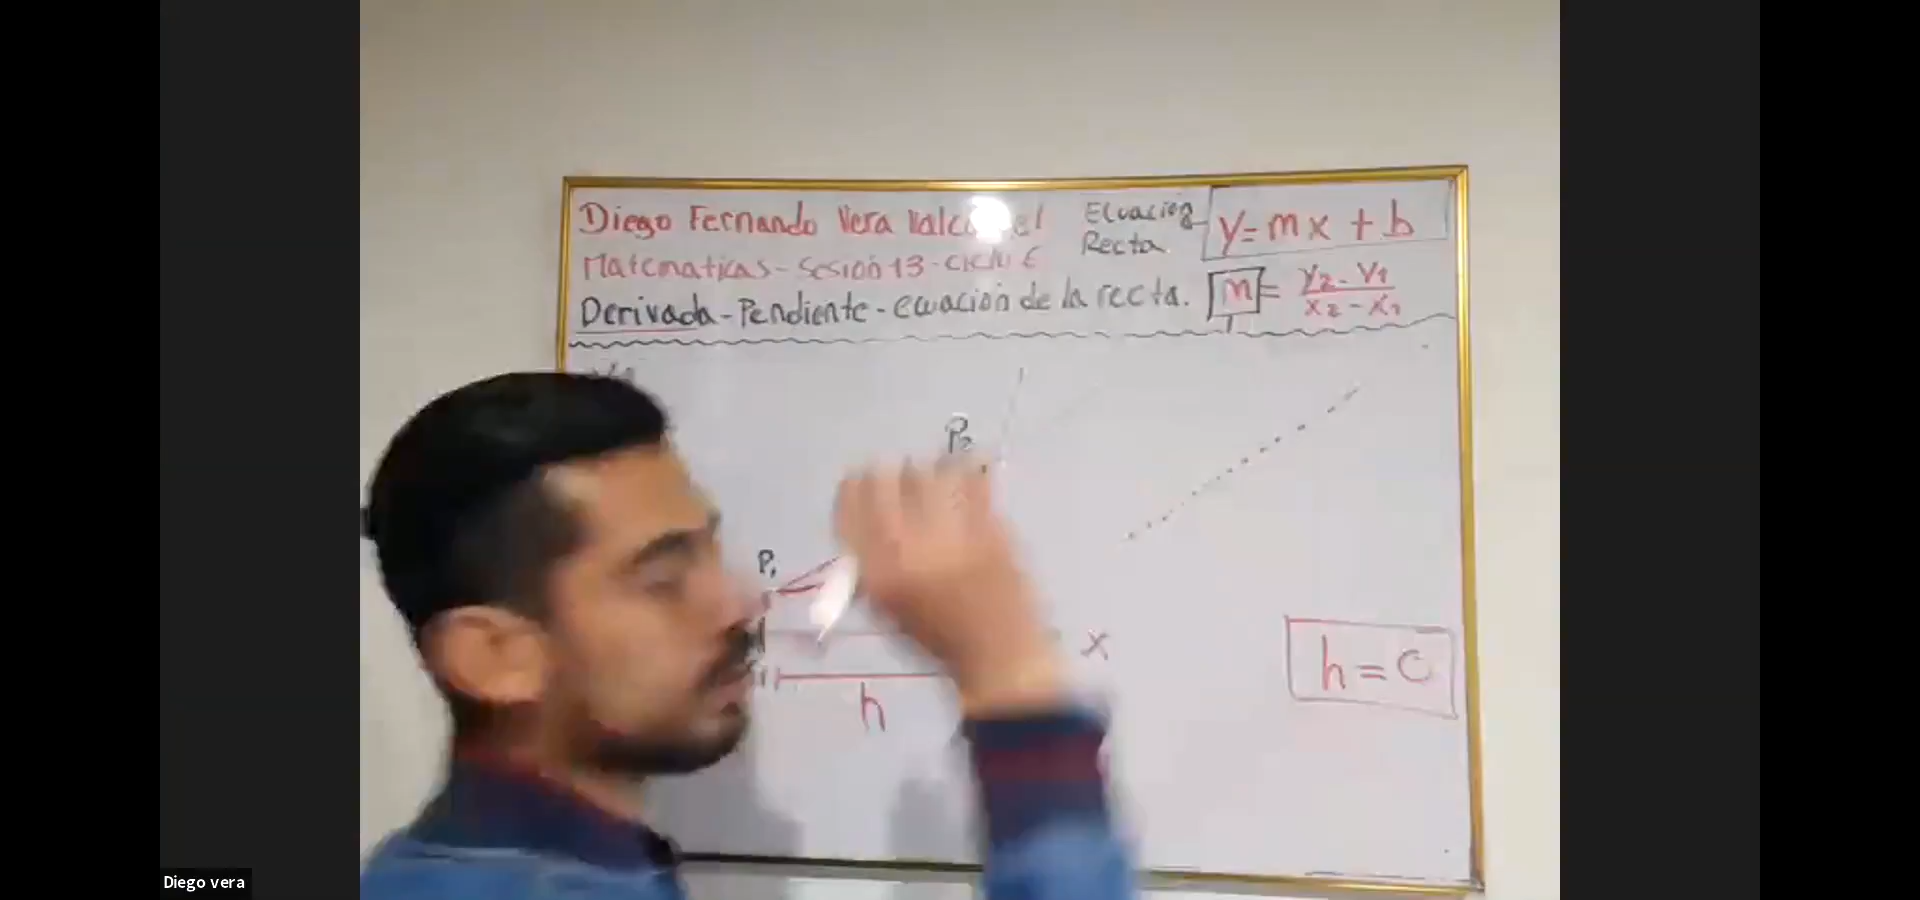 Diego Fernando Vera
Matematicas - Sesión 13 - Ciclo 6
Derivada - Pendiente - ecuación de la recta.
Ecuación
Recta
y = mx + b
m = y₂ - y₁ / x₂ - x₁
P₂
P₁
x
h
h = 0
Diego vera